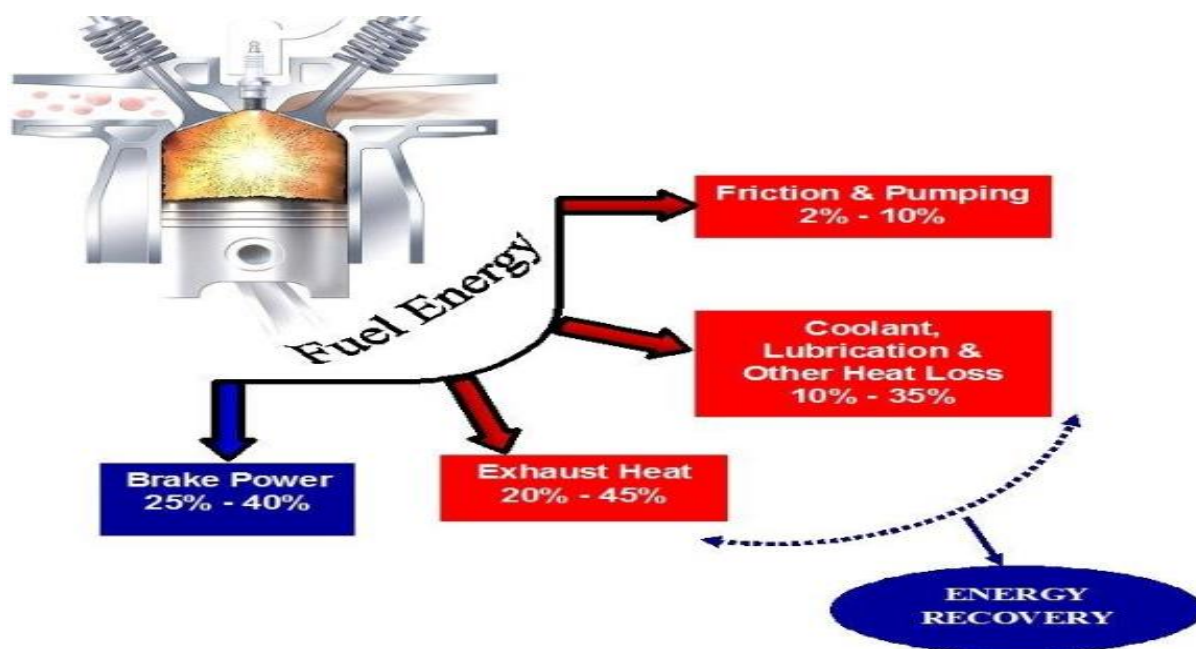 Fuel Energy
Friction & Pumping
2% - 10%
Coolant,
Lubrication &
Other Heat Loss
10% - 35%
Brake Power
25% - 40%
Exhaust Heat
20% - 45%
ENERGY
RECOVERY